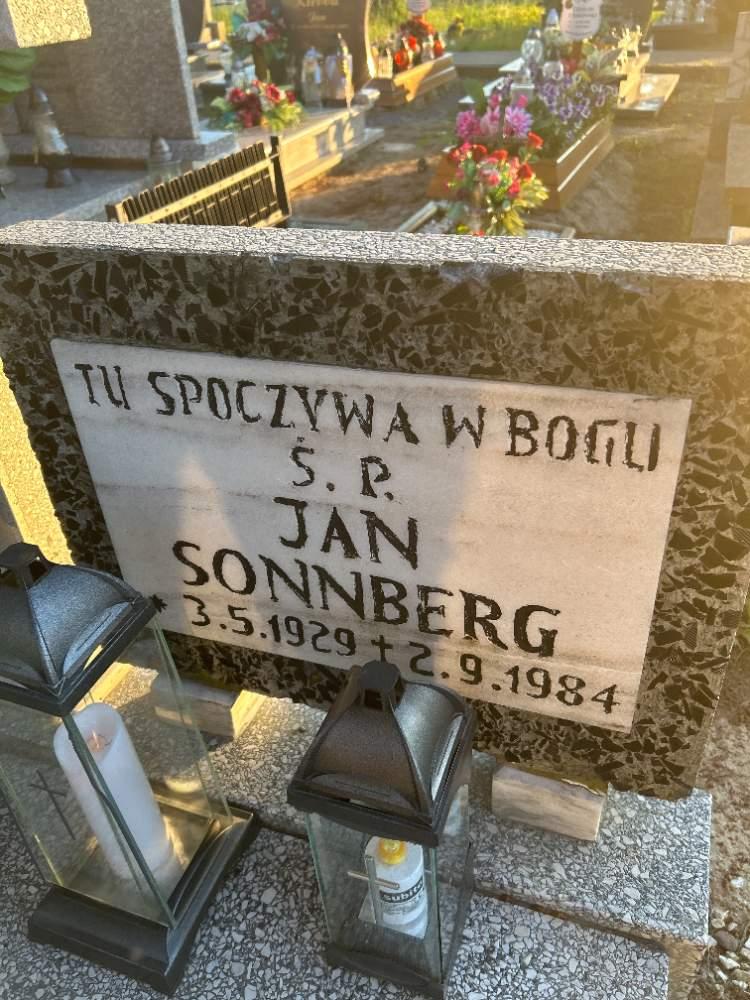 TU SPOCZYWA W BOGU
Ś. P.
JAN
SONNBERG
* 3.5.1929 + 2.9.1984